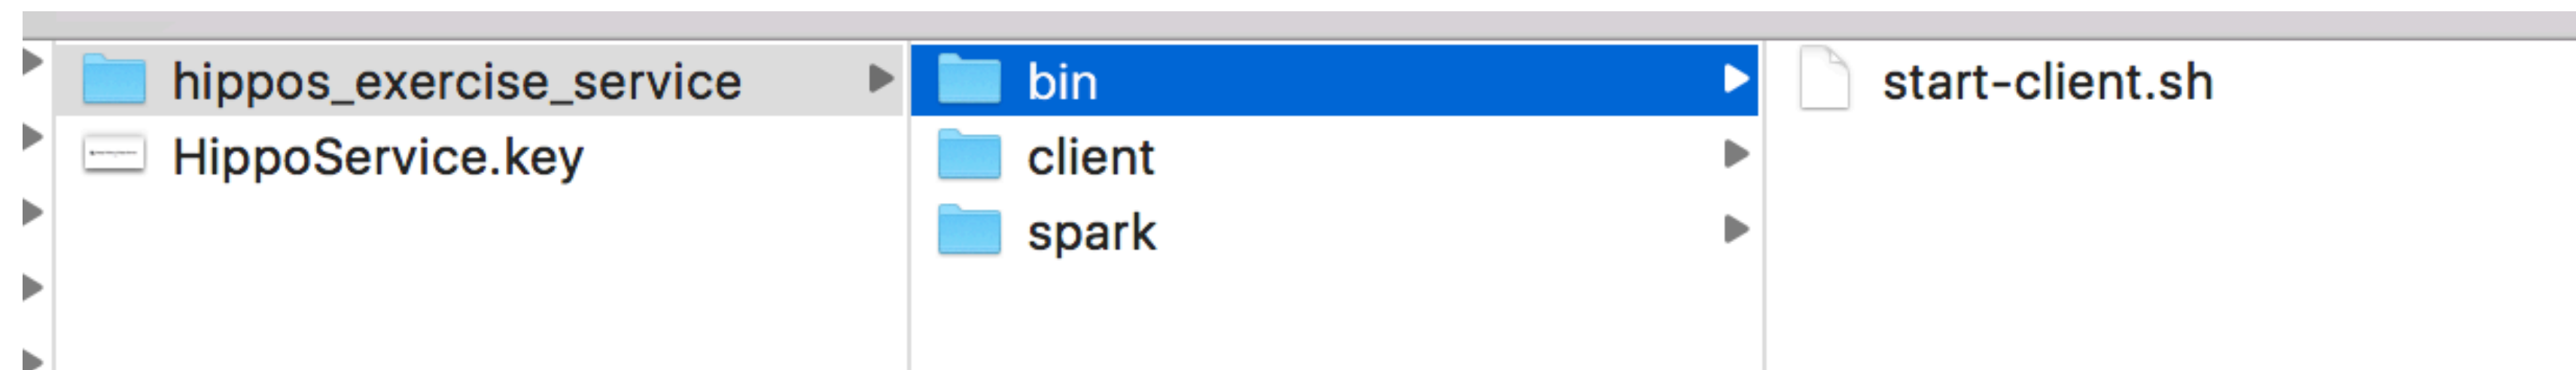 hippos_exercise_service
HippoService.key
bin
client
spark
start-client.sh